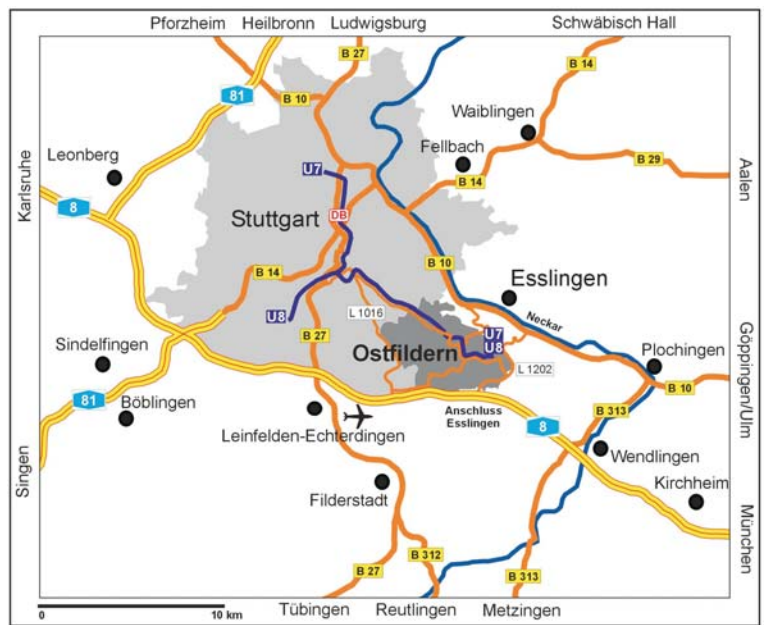 Pforzheim Heilbronn Ludwigsburg Schwäbisch Hall
B 27
B 14
81
B 10
Waiblingen
Leonberg
Fellbach
B 29
Karlsruhe
Aalen
U7
B 14
8
Stuttgart
DB
B 10
B 14
Esslingen
L 1016
U8
Neckar
B 27
U7
U8
Sindelfingen
Ostfildern
Plochingen
L 1202
B 10
Göppingen/Ulm
81
Böblingen
Anschluss
Esslingen
B 313
8
Leinfelden-Echterdingen
Wendlingen
Singen
Kirchheim
Filderstadt
München
B 312
B 27
B 313
0 10 km
Tübingen Reutlingen Metzingen